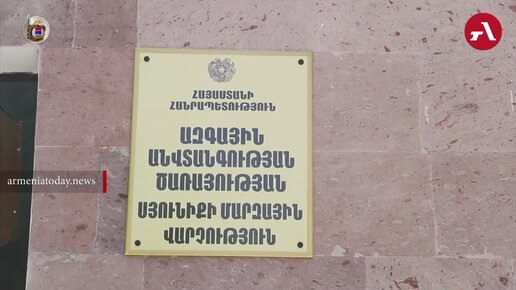 ՀԱՅԱՍՏԱՆԻ
ՀԱՆՐԱՊԵՏՈՒԹՅՈՒՆ
ԱԶԳԱՅԻՆ
ԱՆՎՏԱՆԳՈՒԹՅԱՆ
ԾԱՌԱՅՈՒԹՅԱՆ
ՍՅՈՒՆԻՔԻ ՄԱՐԶԱՅԻՆ
ՎԱՐՉՈՒԹՅՈՒՆ
armeniatoday.news